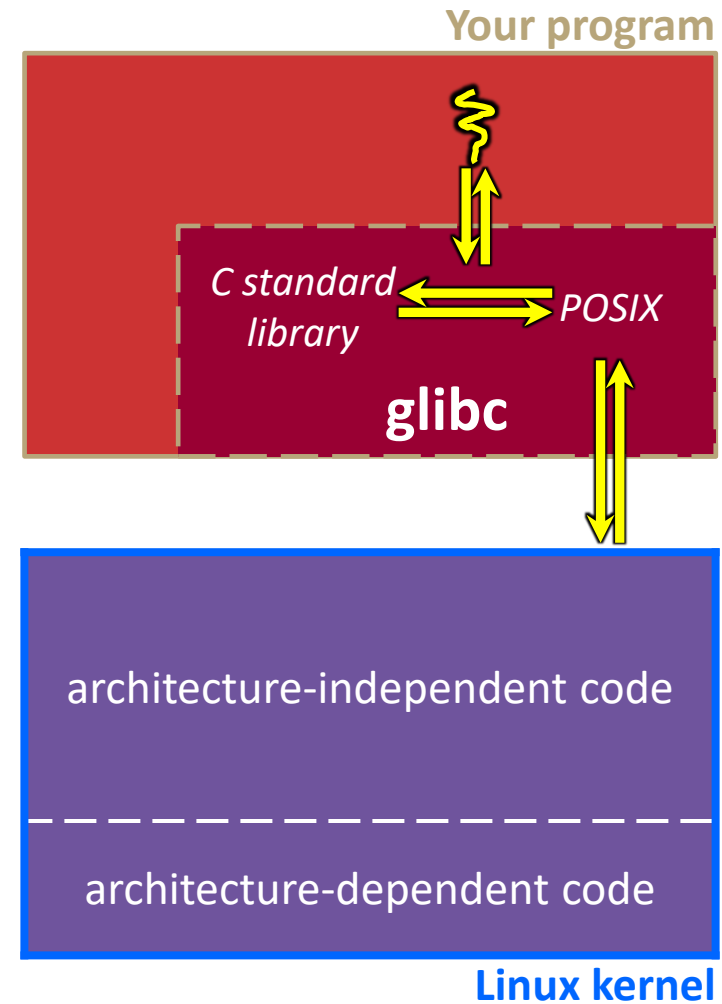 Your program
C standard
library
POSIX
glibc
architecture-independent code
architecture-dependent code
Linux kernel